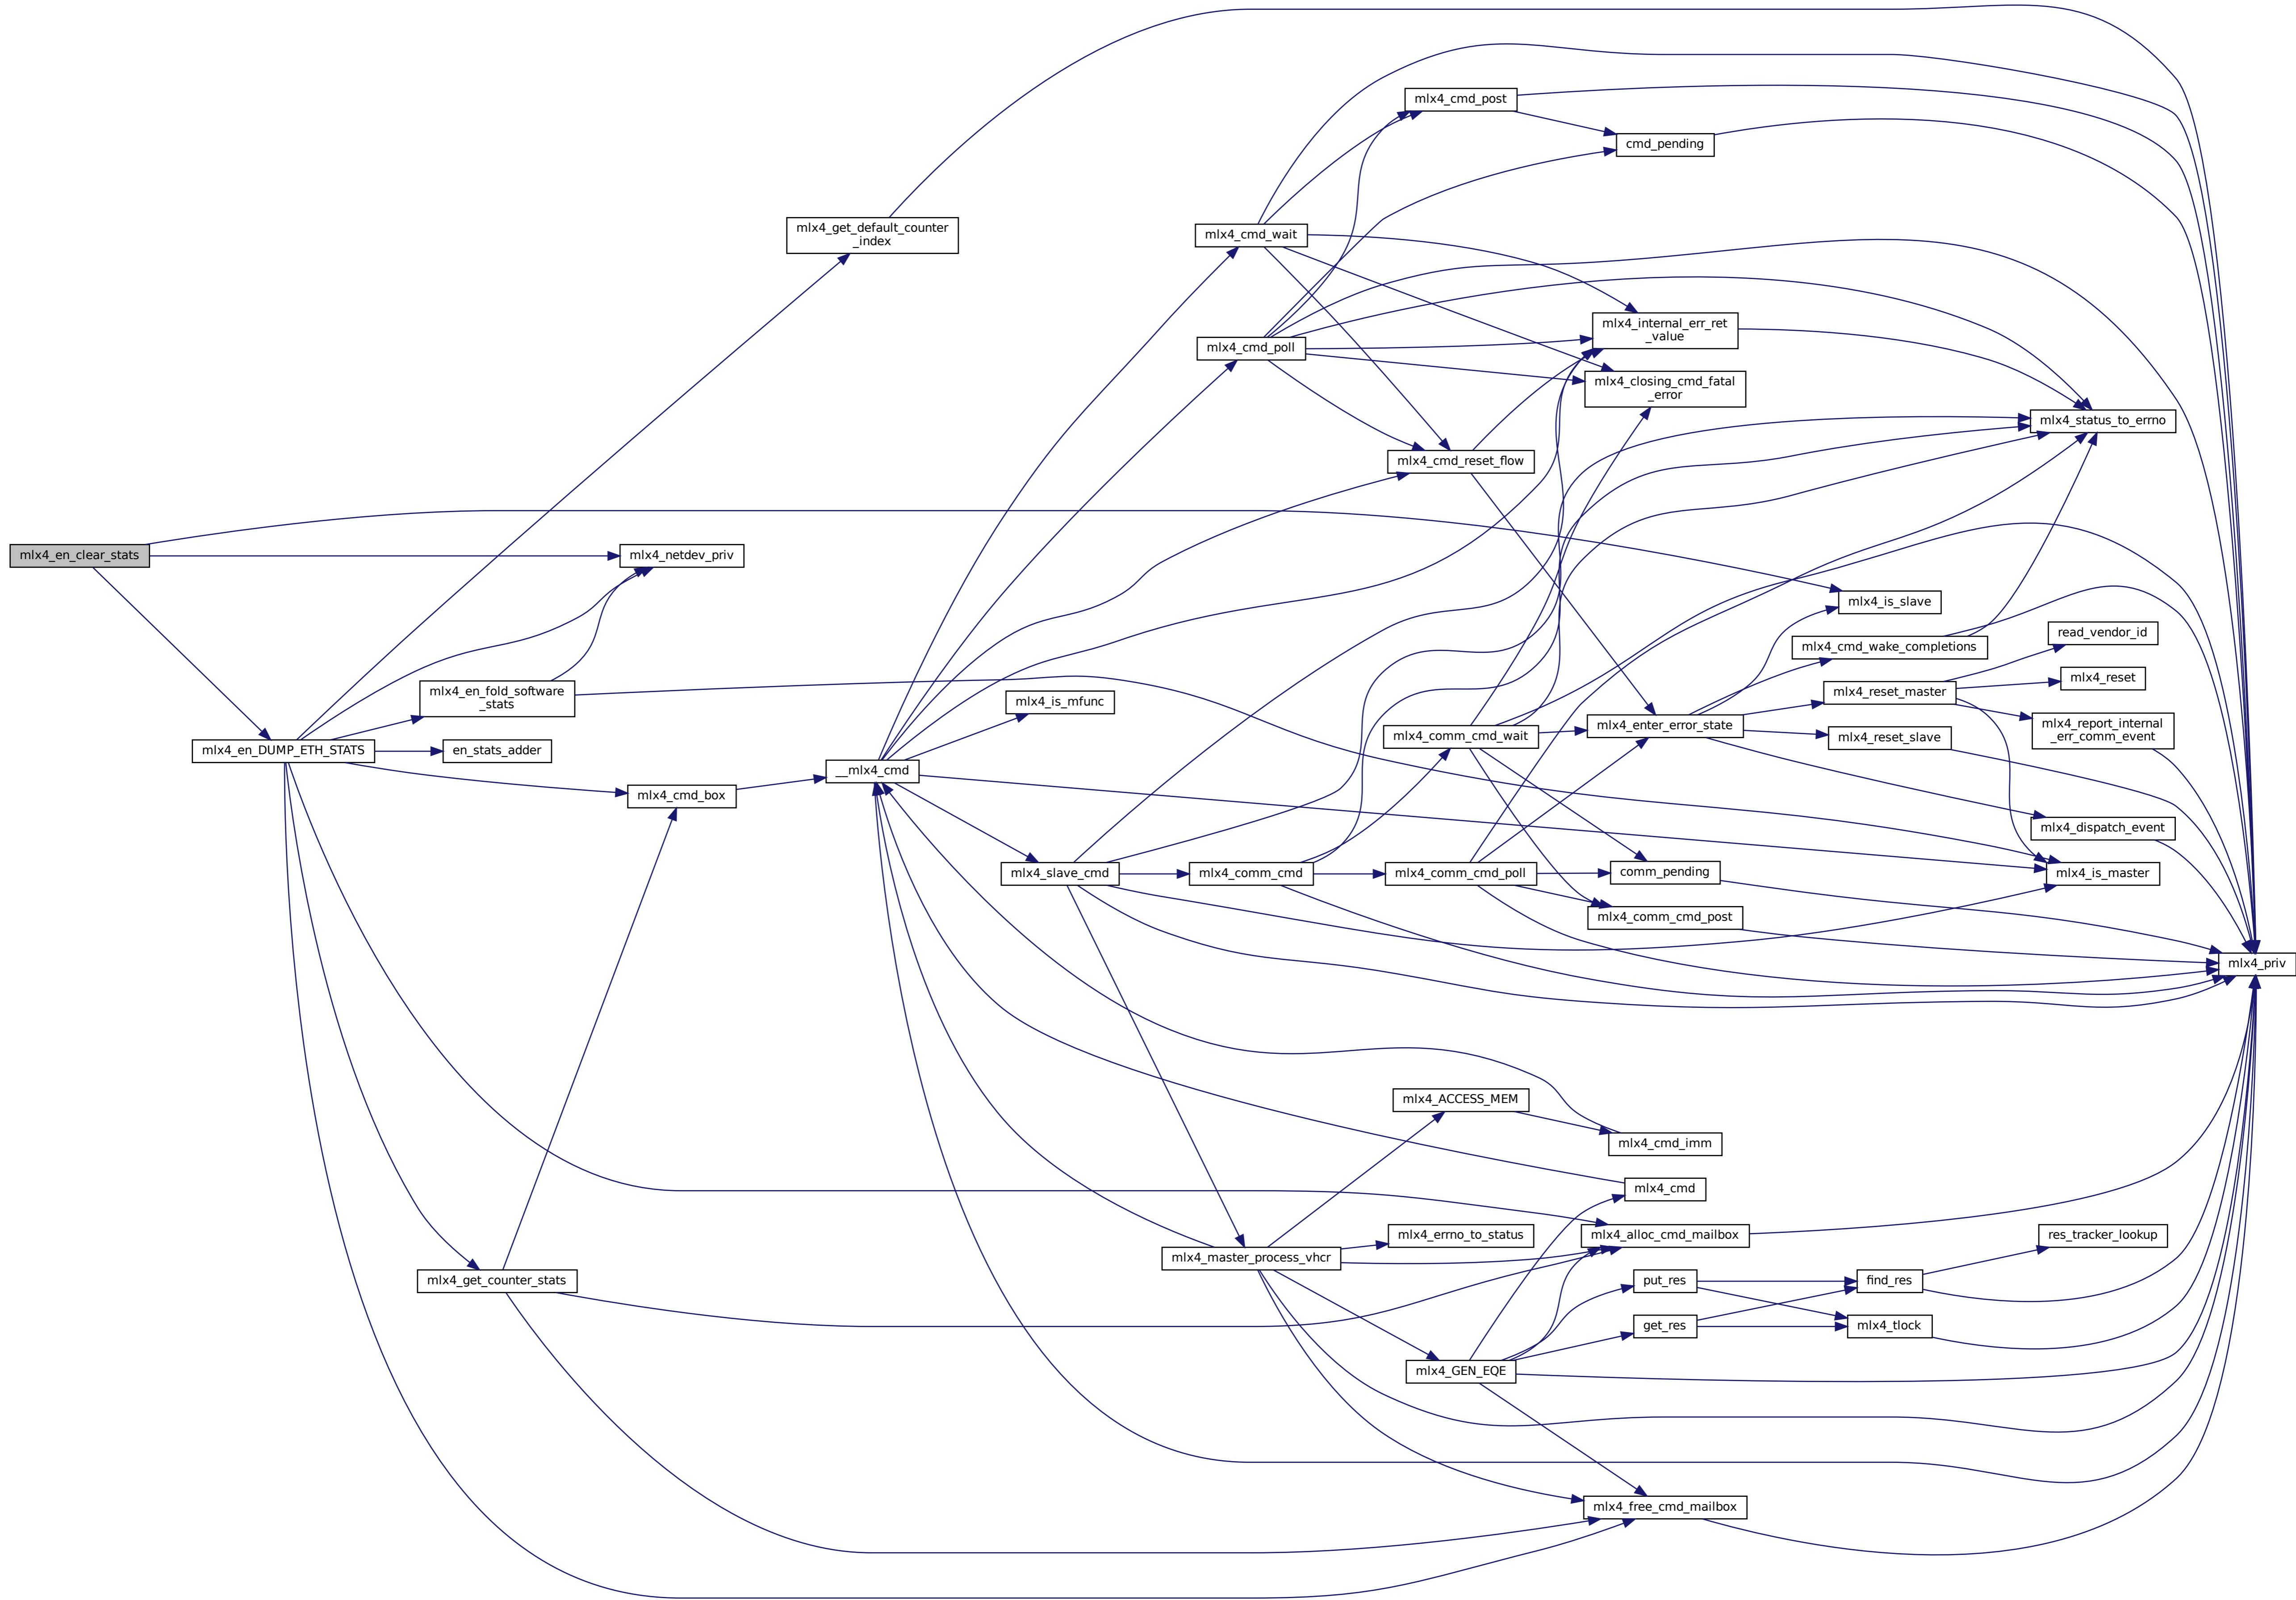 mlx4_cmd_post
cmd_pending
mlx4_get_default_counter
_index
mlx4_cmd_wait
mlx4_internal_err_ret
_value
mlx4_cmd_poll
mlx4_closing_cmd_fatal
_error
mlx4_status_to_errno
mlx4_cmd_reset_flow
mlx4_en_clear_stats
mlx4_netdev_priv
mlx4_is_slave
read_vendor_id
mlx4_cmd_wake_completions
mlx4_reset
mlx4_en_fold_software
_stats
mlx4_reset_master
mlx4_is_mfunc
mlx4_report_internal
_err_comm_event
mlx4_enter_error_state
mlx4_comm_cmd_wait
mlx4_reset_slave
mlx4_en_DUMP_ETH_STATS
en_stats_adder
__mlx4_cmd
mlx4_cmd_box
mlx4_dispatch_event
mlx4_slave_cmd
mlx4_comm_cmd
mlx4_comm_cmd_poll
comm_pending
mlx4_is_master
mlx4_comm_cmd_post
mlx4_priv
mlx4_ACCESS_MEM
mlx4_cmd_imm
mlx4_cmd
mlx4_errno_to_status
mlx4_alloc_cmd_mailbox
res_tracker_lookup
mlx4_master_process_vhcr
mlx4_get_counter_stats
put_res
find_res
get_res
mlx4_tlock
mlx4_GEN_EQE
mlx4_free_cmd_mailbox